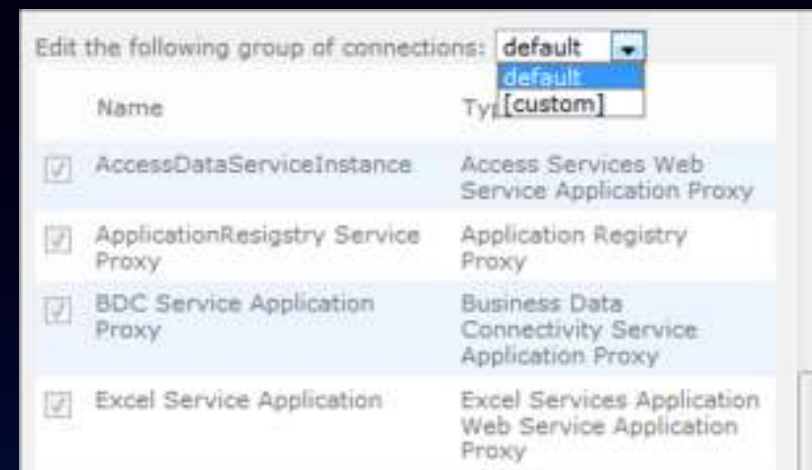 Edit the following group of connections: default
default
[custom]
Name
AccessDataServiceInstance
Access Services Web
Service Application Proxy
ApplicationResigstry Service
Proxy
Application Registry
Proxy
BDC Service Application
Proxy
Business Data
Connectivity Service
Application Proxy
Excel Service Application
Excel Services Application
Web Service Application
Proxy